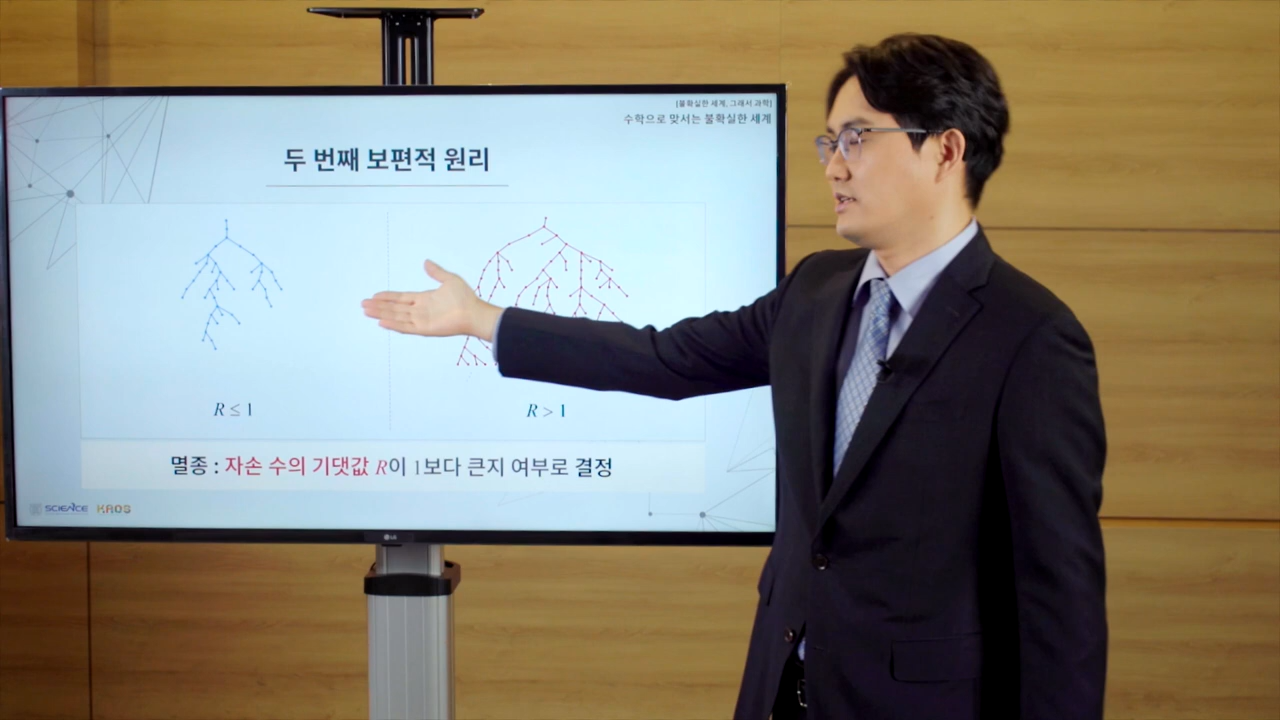 [불확실한 세계, 그래서 과학]
수학으로 맞서는 불확실한 세계
두 번째 보편적 원리
R ≤ 1
R > 1
멸종 : 자손 수의 기댓값 R이 1보다 큰지 여부로 결정
SCIENCE KAOS
LG